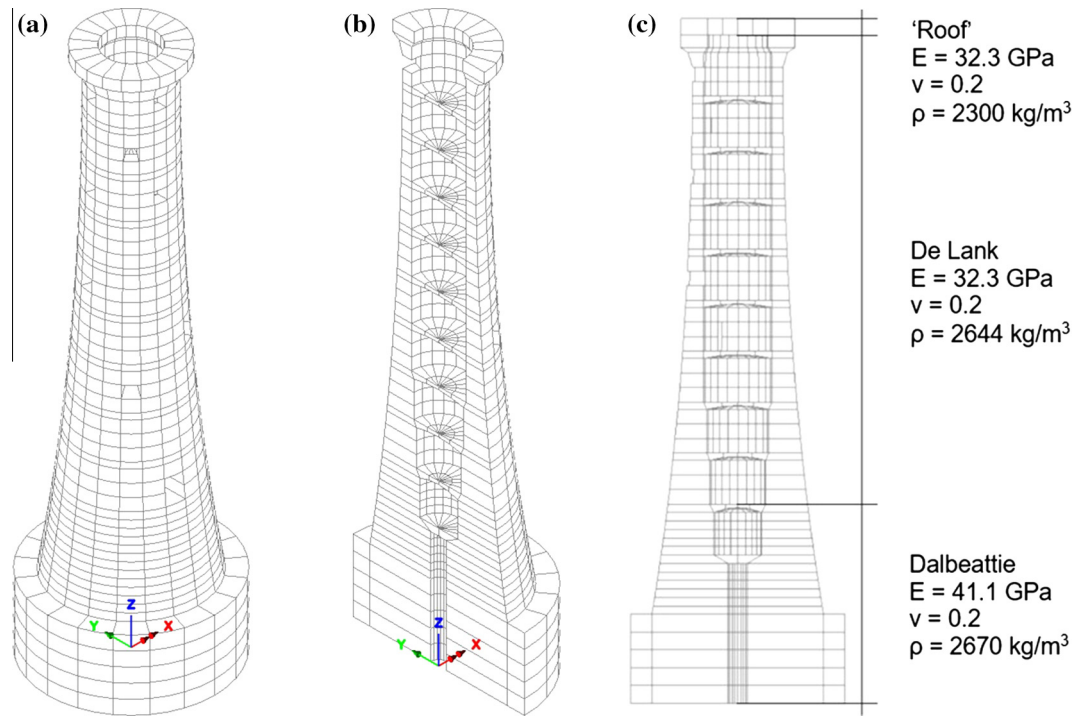 (a)
(b)
(c)
'Roof'
E = 32.3 GPa
v = 0.2
ρ = 2300 kg/m³
De Lank
E = 32.3 GPa
v = 0.2
ρ = 2644 kg/m³
Dalbeattie
E = 41.1 GPa
v = 0.2
ρ = 2670 kg/m³
Z
Y
X
Z
Y
X